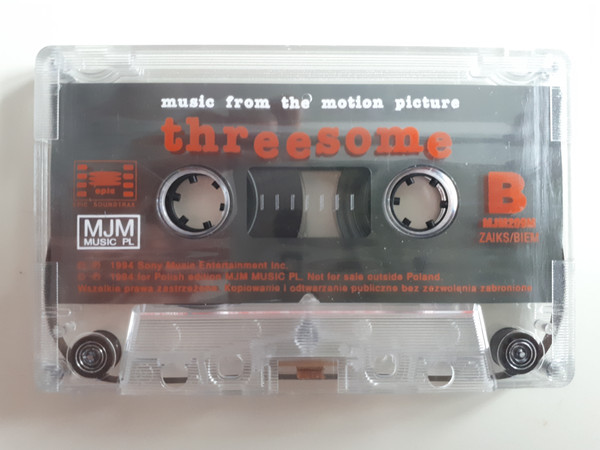 music from the motion picture
threesome
epic
B
MJM
MUSIC PL
ZAIKS/BIEM
1994 Sony Music Entertainment Inc.
1994 for Polish edition MJM MUSIC PL. Not for sale outside Poland.
Wszelkie prawa zastrzeżone. Kopiowanie i odtwarzanie publiczne bez zezwolenia zabronione